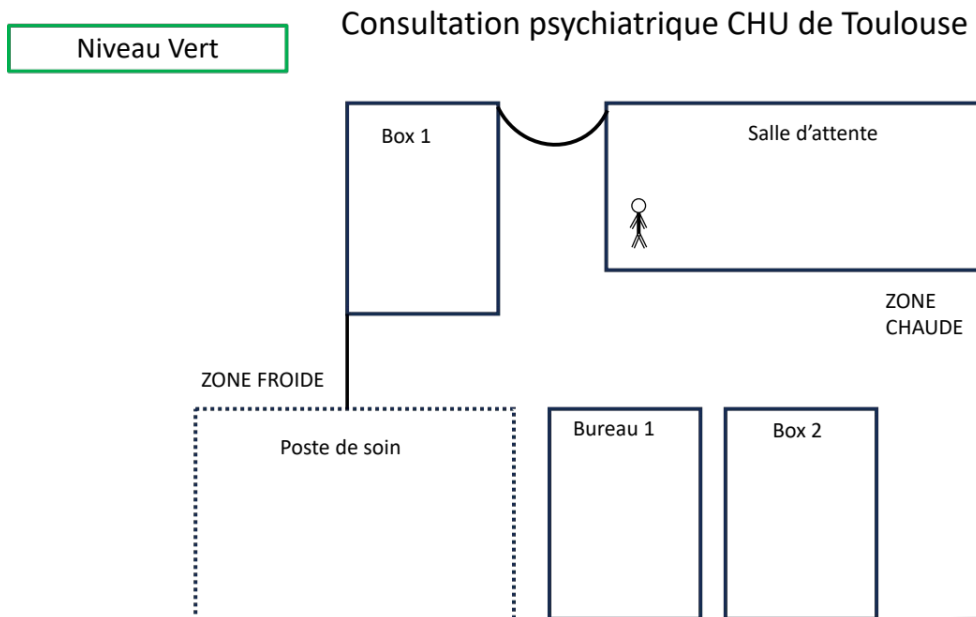 Consultation psychiatrique CHU de Toulouse
Niveau Vert
Box 1
Salle d’attente
ZONE
CHAUDE
ZONE FROIDE
Poste de soin
Bureau 1
Box 2